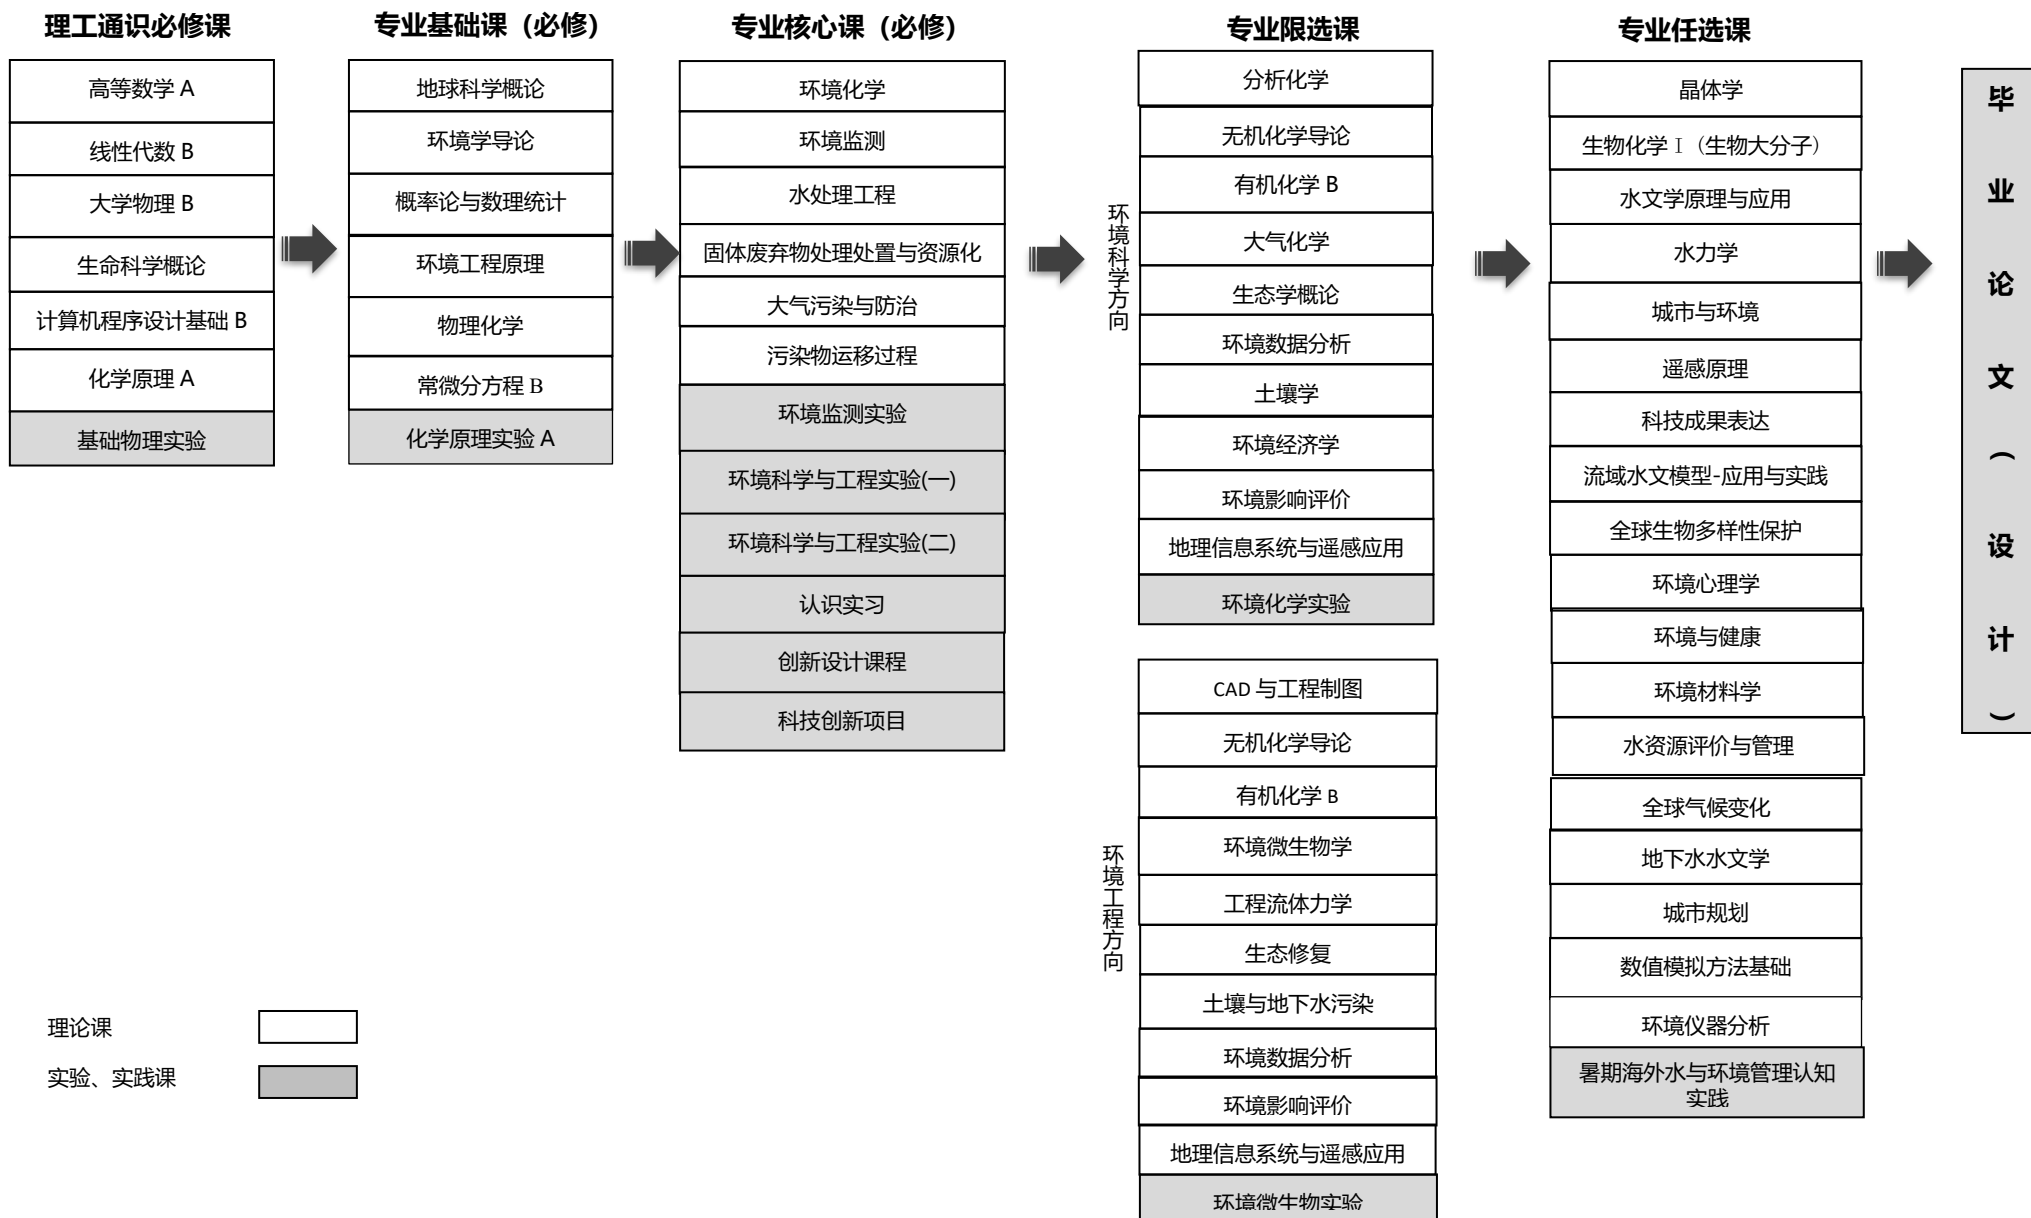 理工通识必修课
高等数学 A
线性代数 B
大学物理 B
生命科学概论
计算机程序设计基础 B
化学原理 A
基础物理实验
专业基础课（必修）
地球科学概论
环境学导论
概率论与数理统计
环境工程原理
物理化学
常微分方程 B
化学原理实验 A
专业核心课（必修）
环境化学
环境监测
水处理工程
固体废弃物处理处置与资源化
大气污染与防治
污染物运移过程
环境监测实验
环境科学与工程实验(一)
环境科学与工程实验(二)
认识实习
创新设计课程
科技创新项目
专业限选课
环境科学方向
分析化学
无机化学导论
有机化学 B
大气化学
生态学概论
环境数据分析
土壤学
环境经济学
环境影响评价
地理信息系统与遥感应用
环境化学实验
环境工程方向
CAD 与工程制图
无机化学导论
有机化学 B
环境微生物学
工程流体力学
生态修复
土壤与地下水污染
环境数据分析
环境影响评价
地理信息系统与遥感应用
环境微生物实验
专业任选课
晶体学
生物化学Ⅰ（生物大分子）
水文学原理与应用
水力学
城市与环境
遥感原理
科技成果表达
流域水文模型-应用与实践
全球生物多样性保护
环境心理学
环境与健康
环境材料学
水资源评价与管理
全球气候变化
地下水水文学
城市规划
数值模拟方法基础
环境仪器分析
暑期海外水与环境管理认知
实践
毕业论文（设计）
理论课
实验、实践课